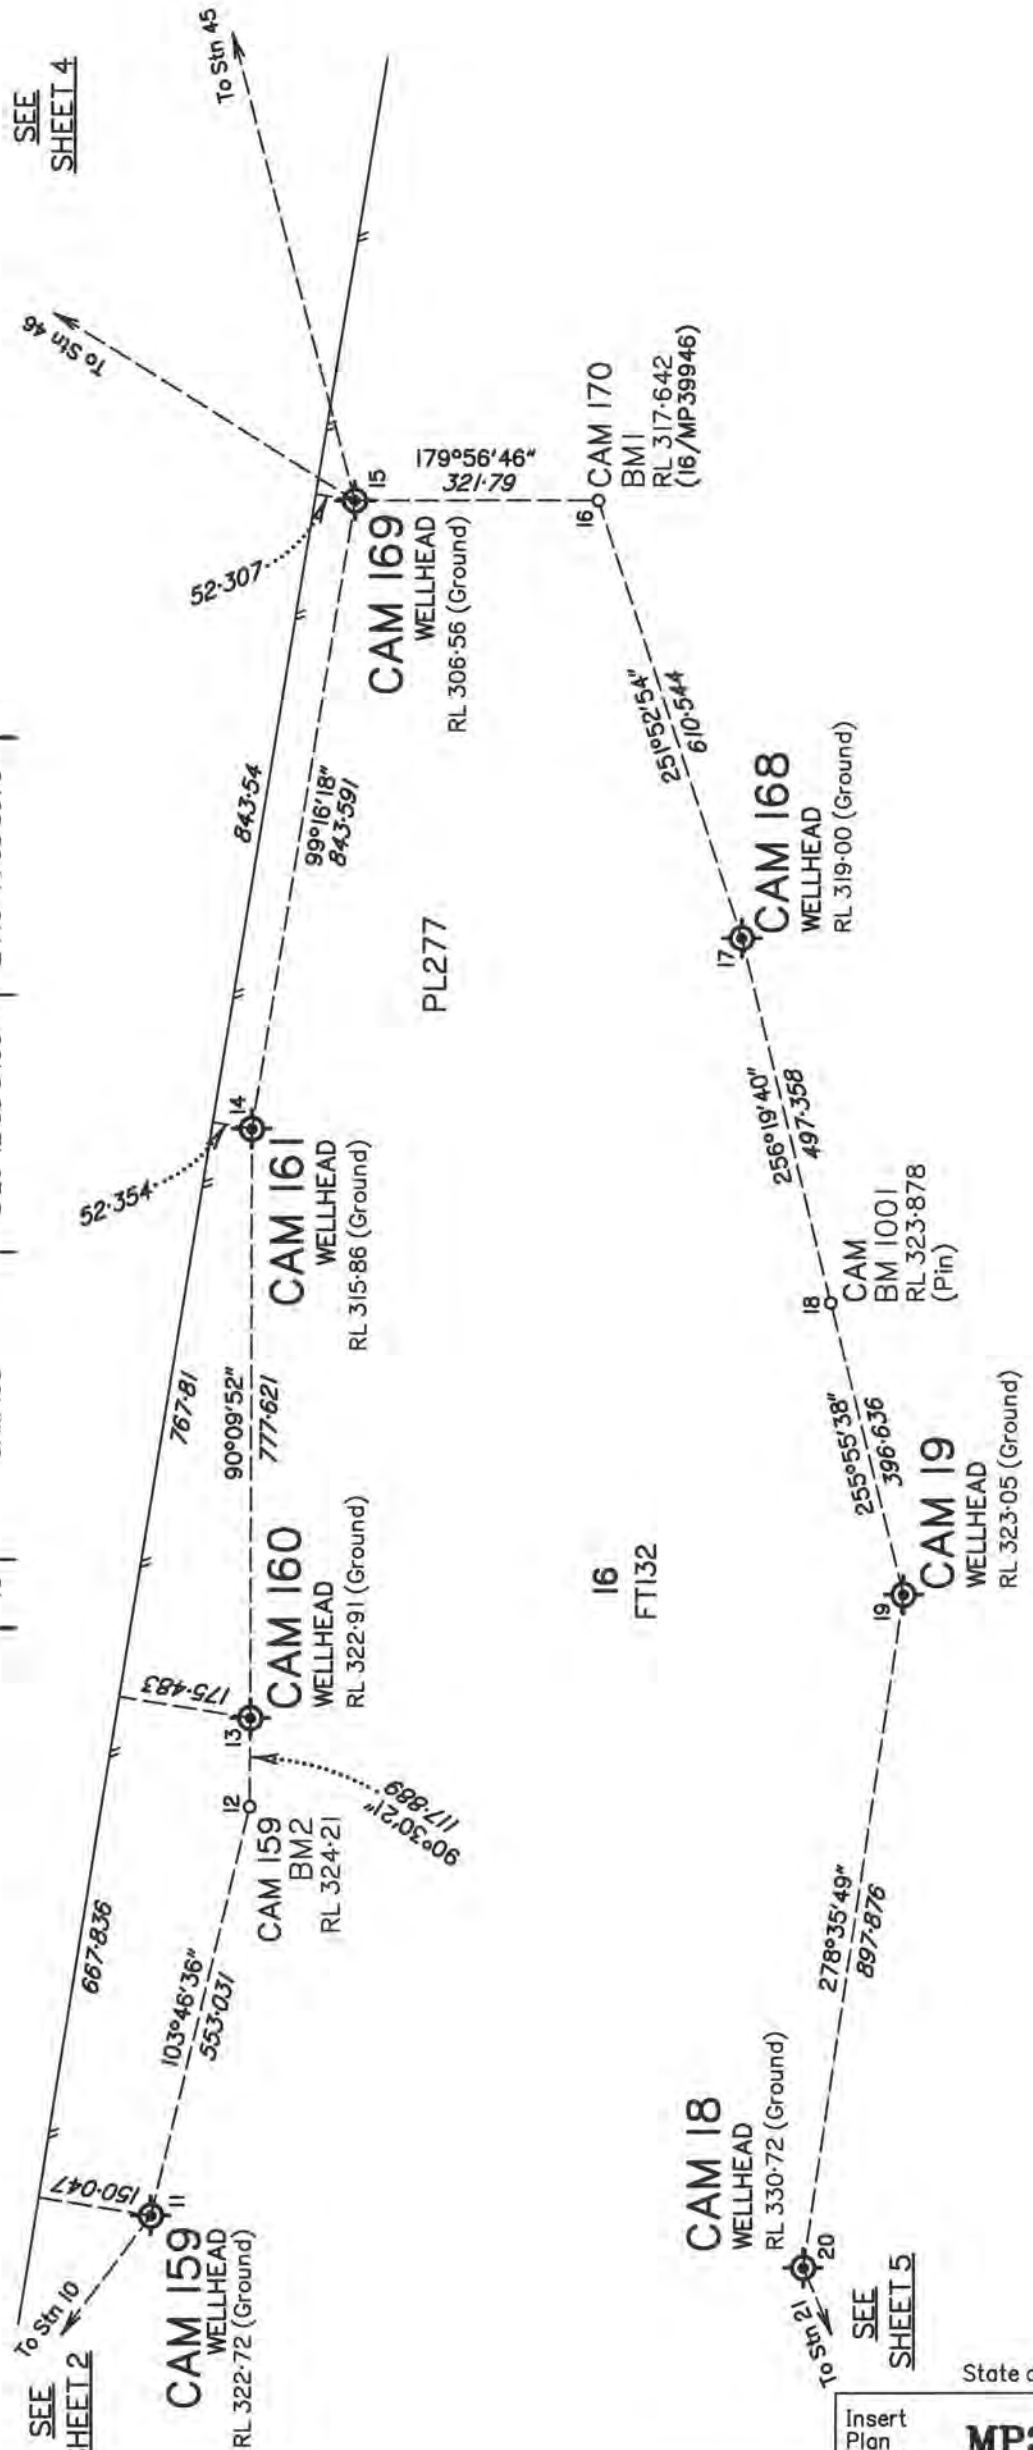 SEE
SHEET 4
To Stn 45
To Stn 46
52·307
843·54
99°16'18"
843·591
15
CAM 169
WELLHEAD
RL 306·56 (Ground)
179°56'46"
321·79
16
CAM 170
BM1
RL 317·642
(16/MP39946)
251°52'54"
610·544
17
CAM 168
WELLHEAD
RL 319·00 (Ground)
PL277
14
52·354
CAM 161
WELLHEAD
RL 315·86 (Ground)
767·81
90°09'52"
777·621
256°19'40"
497·358
18
CAM
BM 1001
RL 323·878
(Pin)
255°55'38"
396·636
19
CAM 19
WELLHEAD
RL 323·05 (Ground)
16
FT132
175·483
13
CAM 160
WELLHEAD
RL 322·91 (Ground)
90°30'21"
117·889
12
CAM 159
BM2
RL 324·21
667·836
103°46'36"
553·031
150·047
11
CAM 159
WELLHEAD
RL 322·72 (Ground)
To Stn 10
SEE
SHEET 2
278°35'49"
897·876
CAM 18
WELLHEAD
RL 330·72 (Ground)
20
To Stn 21
SEE
SHEET 5
State
Insert
Plan